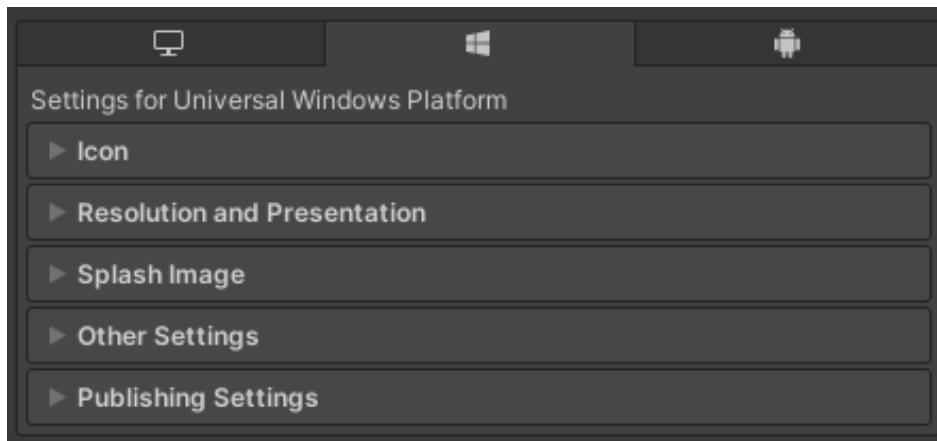 Settings for Universal Windows Platform
Icon
Resolution and Presentation
Splash Image
Other Settings
Publishing Settings